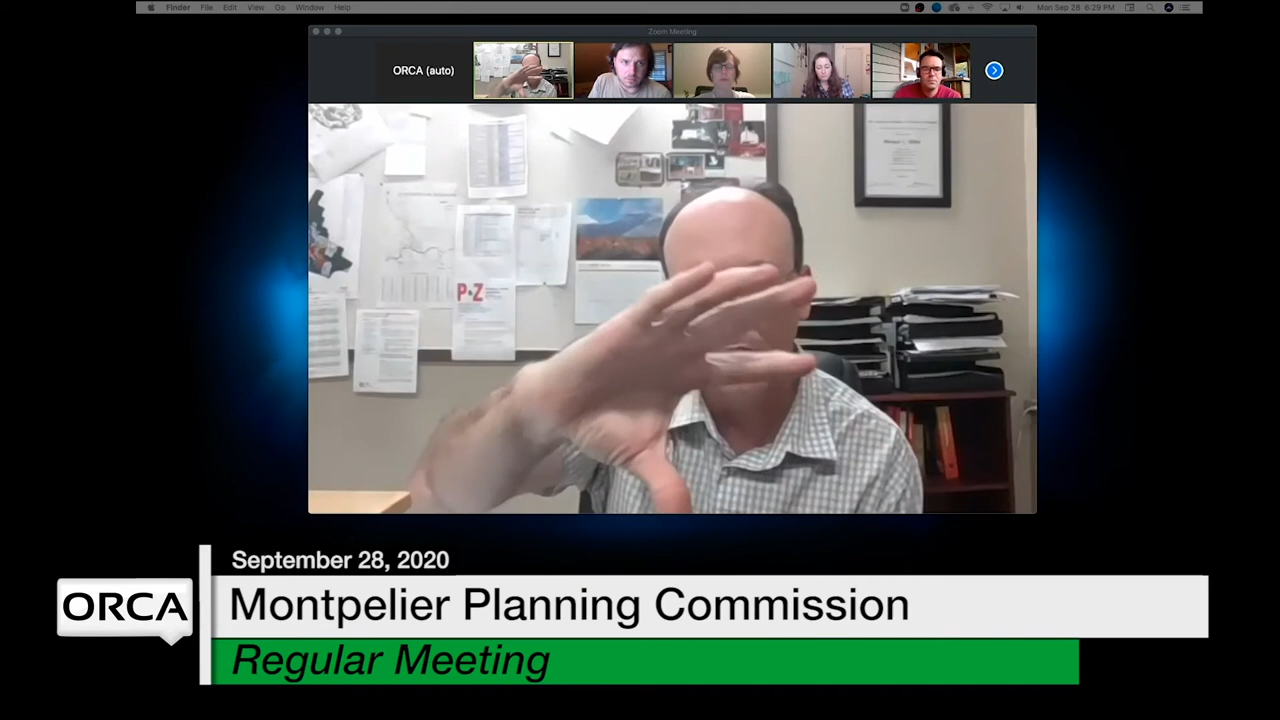 Finder File Edit View Go Window Help
Mon Sep 28 6:29 PM
Zoom Meeting
ORCA (auto)
P&Z
September 28, 2020
ORCA
Montpelier Planning Commission
Regular Meeting